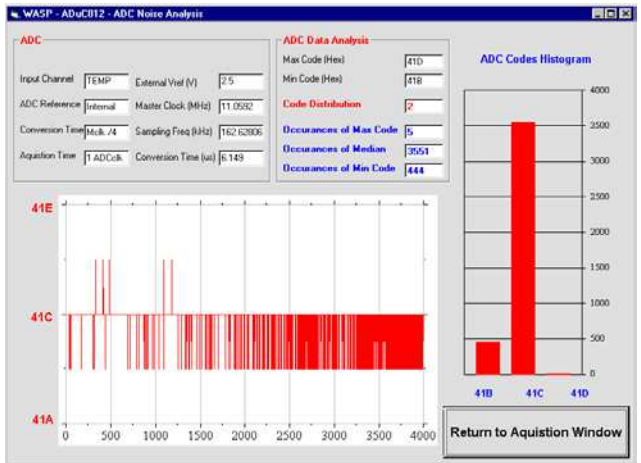 WASP - ADuC812 - ADC Noise Analysis
ADC
Input Channel TEMP External Vref (V) 2.5
ADC Reference Internal Master Clock (MHz) 11.0592
Conversion Time Mclk /4 Sampling Freq (kHz) 162.62806
Aquistion Time 1 ADCclk Conversion Time (us) 6.149
ADC Data Analysis
Max Code (Hex) 41D
Min Code (Hex) 41B
Code Distribution 2
Occurances of Max Code 5
Occurances of Median 3551
Occurances of Min Code 444
ADC Codes Histogram
4000
3500
3000
2500
2000
1500
1000
500
0
41B 41C 41D
41E
41C
41A
0 500 1000 1500 2000 2500 3000 3500 4000
Return to Aquistion Window